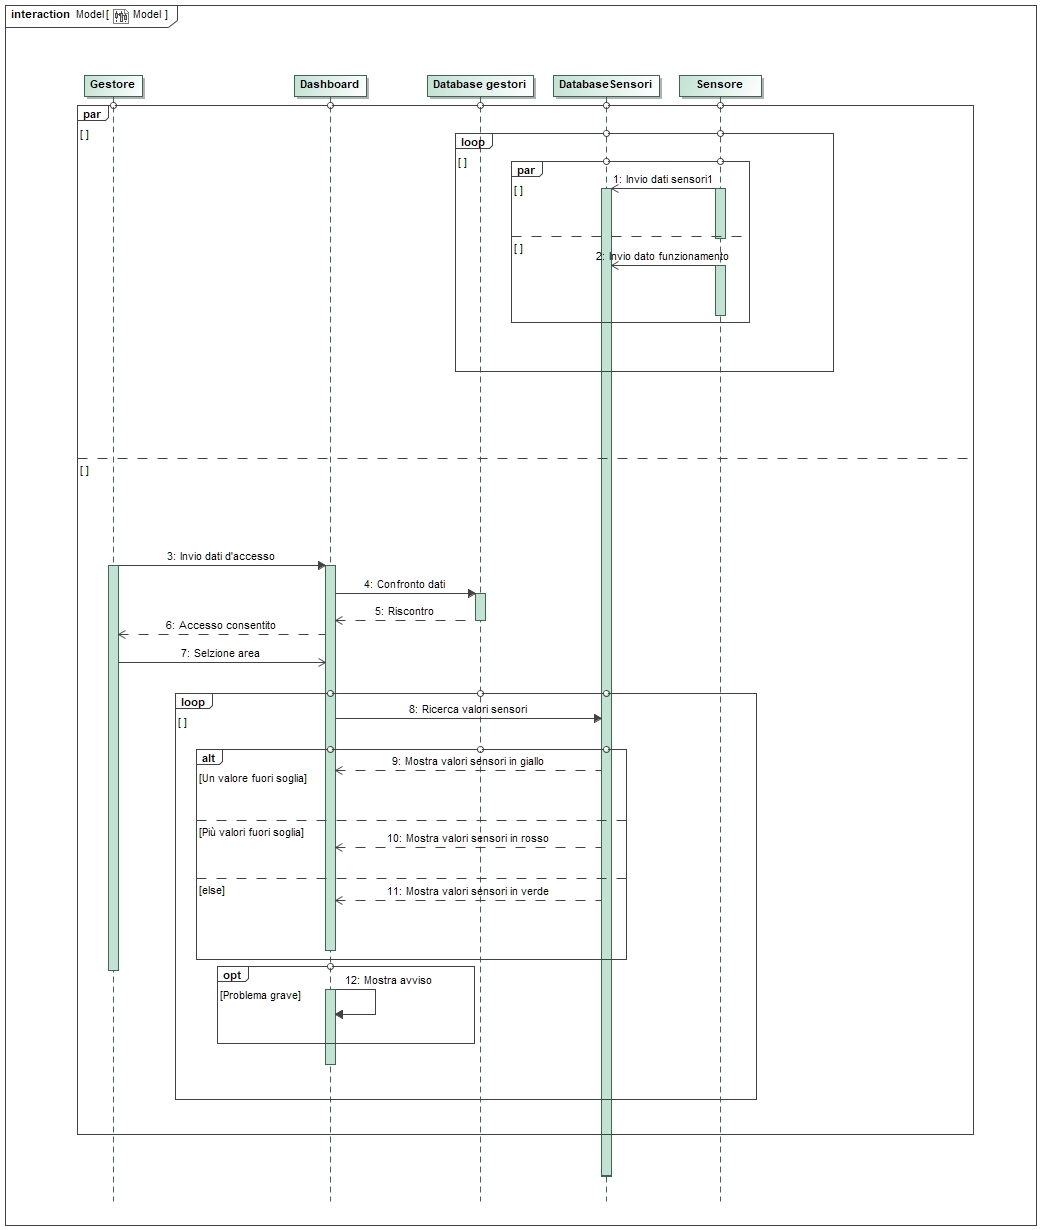 interaction Model[ Model ]
Gestore
Dashboard
Database gestori
DatabaseSensori
Sensore
par
[ ]
loop
[ ]
par
[ ]
1: Invio dati sensori1
[ ]
2: Invio dato funzionamento
[ ]
3: Invio dati d'accesso
4: Confronto dati
5: Riscontro
6: Accesso consentito
7: Selzione area
loop
[ ]
8: Ricerca valori sensori
alt
[Un valore fuori soglia]
9: Mostra valori sensori in giallo
[Più valori fuori soglia]
10: Mostra valori sensori in rosso
[else]
11: Mostra valori sensori in verde
opt
[Problema grave]
12: Mostra avviso